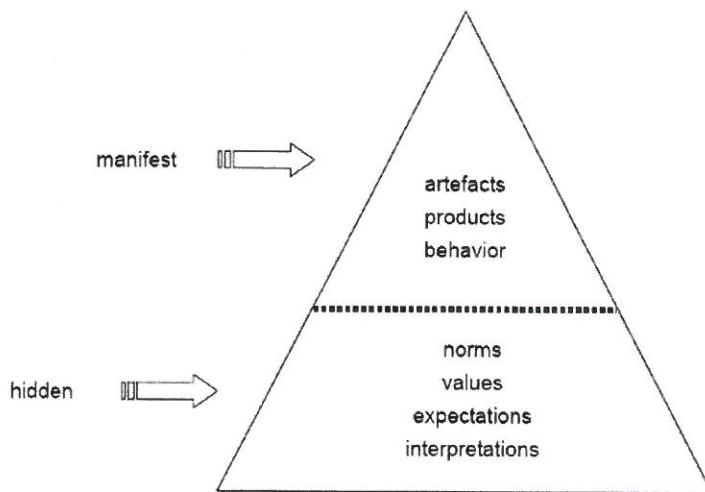 manifest
artefacts
products
behavior
hidden
norms
values
expectations
interpretations